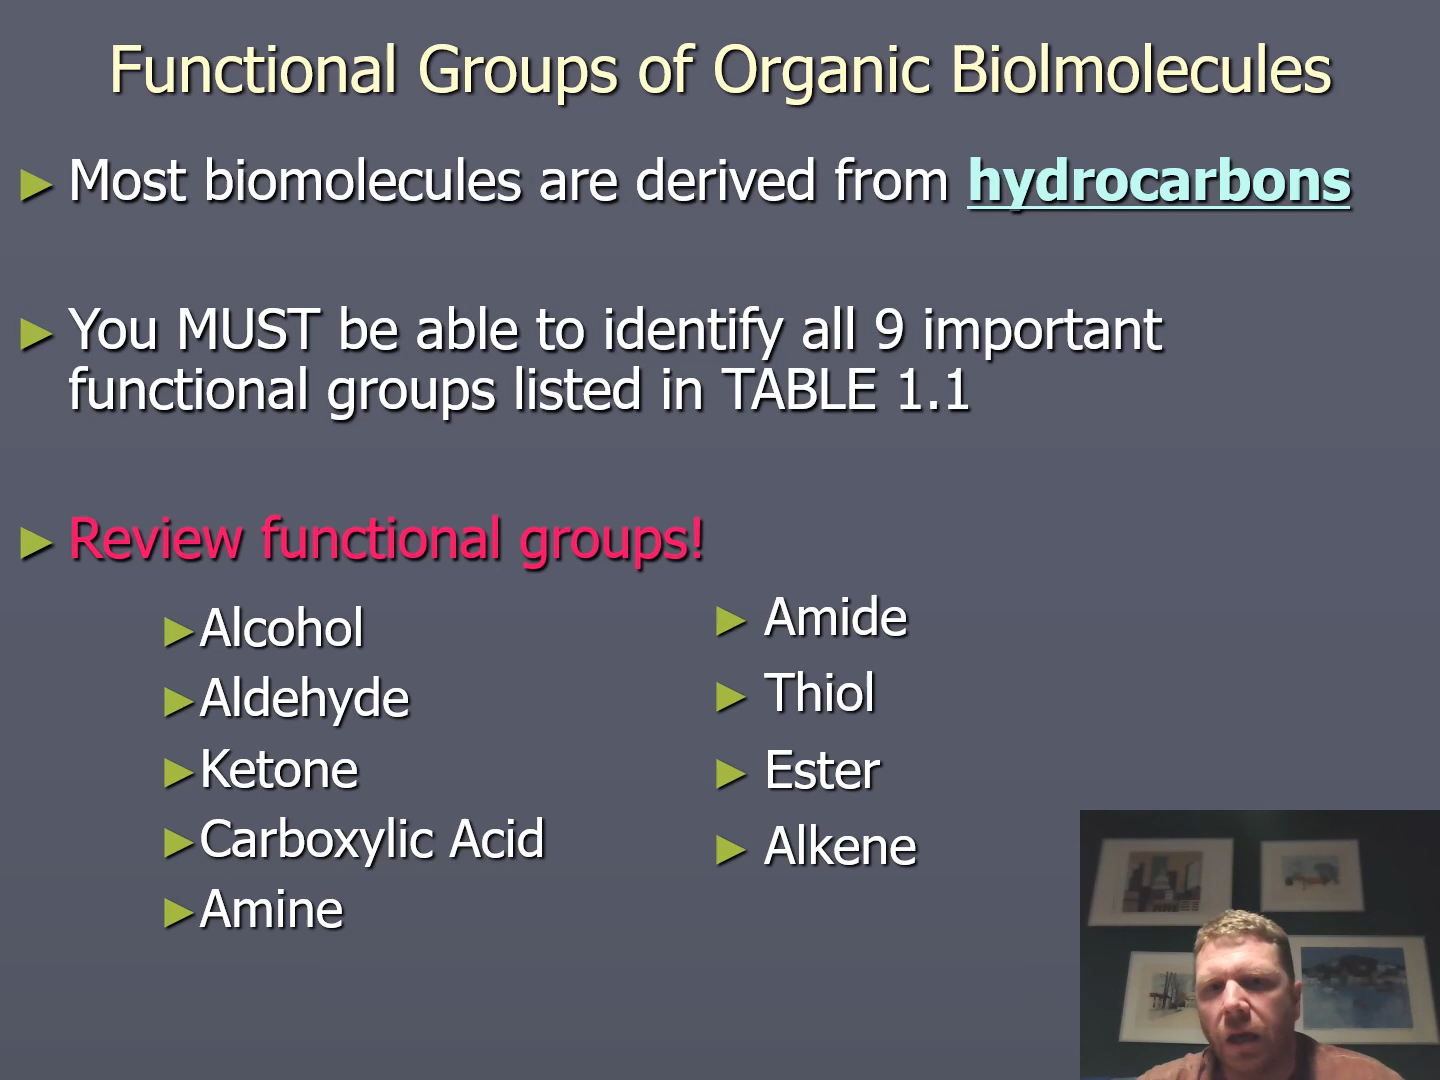 Functional Groups of Organic Biolmolecules
► Most biomolecules are derived from hydrocarbons
► You MUST be able to identify all 9 important
functional groups listed in TABLE 1.1
► Review functional groups!
►Alcohol
►Aldehyde
►Ketone
►Carboxylic Acid
►Amine
► Amide
► Thiol
► Ester
► Alkene